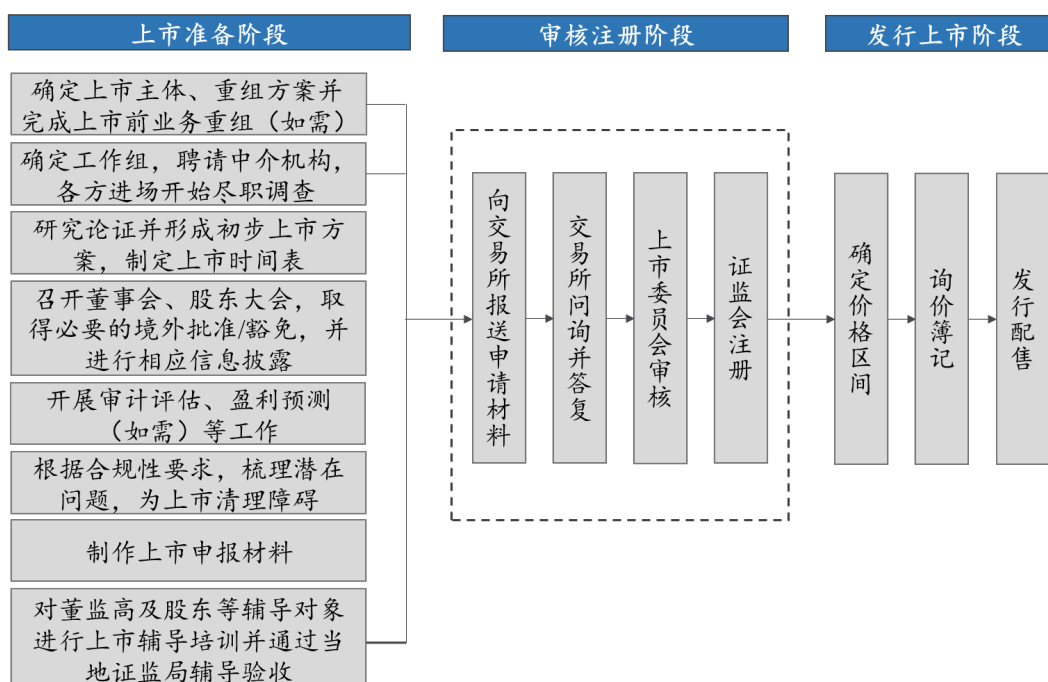 上市准备阶段
审核注册阶段
发行上市阶段
确定上市主体、重组方案并
完成上市前业务重组（如需）
确定工作组，聘请中介机构，
各方进场开始尽职调查
研究论证并形成初步上市方
案，制定上市时间表
召开董事会、股东大会，取
得必要的境外批准/豁免，并
进行相应信息披露
开展审计评估、盈利预测
（如需）等工作
根据合规性要求，梳理潜在
问题，为上市清理障碍
制作上市申报材料
对董监高及股东等辅导对象
进行上市辅导培训并通过当
地证监局辅导验收
向交易所报送申请材料
交易所问询并答复
上市委员会审核
证监会注册
确定价格区间
询价簿记
发行配售